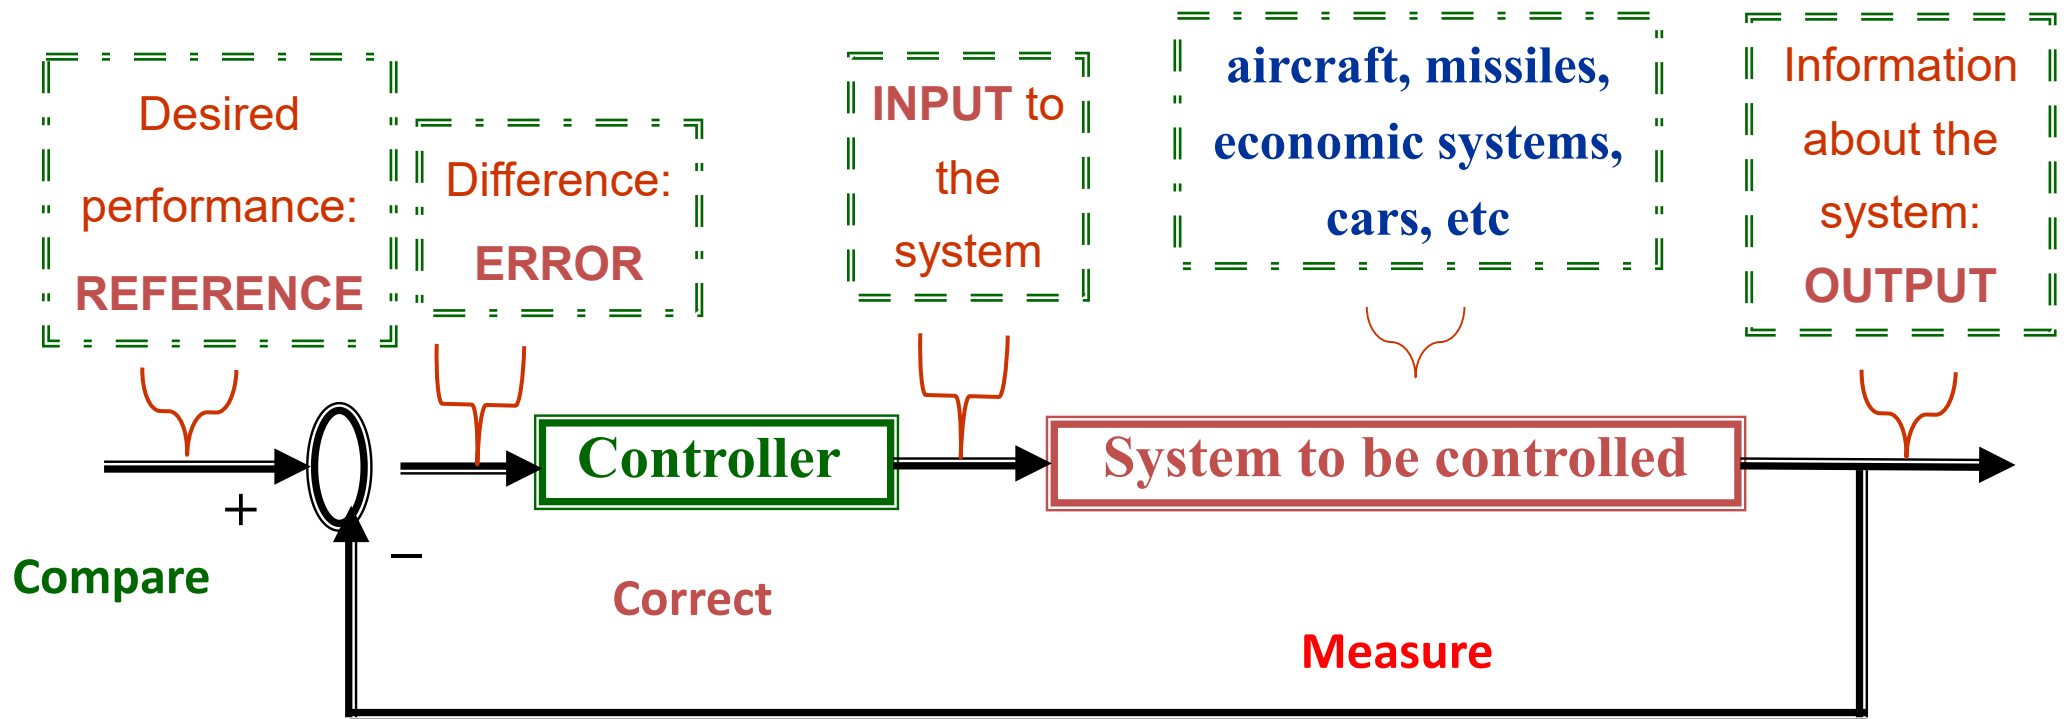 Desired
performance:
REFERENCE
Difference:
ERROR
INPUT to
the
system
aircraft, missiles,
economic systems,
cars, etc
Information
about the
system:
OUTPUT
Controller
System to be controlled
+
–
Compare
Correct
Measure